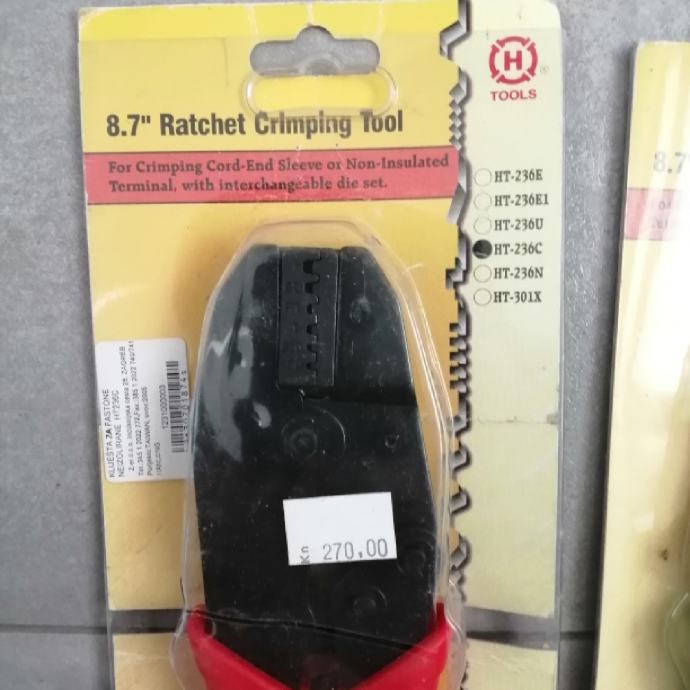 H
TOOLS
8.7" Ratchet Crimping Tool
For Crimping Cord-End Sleeve or Non-Insulated
Terminal, with interchangeable die set.
HT-236E
HT-236E1
HT-236U
HT-236C
HT-236N
HT-301X
KLIJEŠTA ZA FASTONE
NEIZOLIRANE HT236C
12310000003
Kn 270,00
8.7